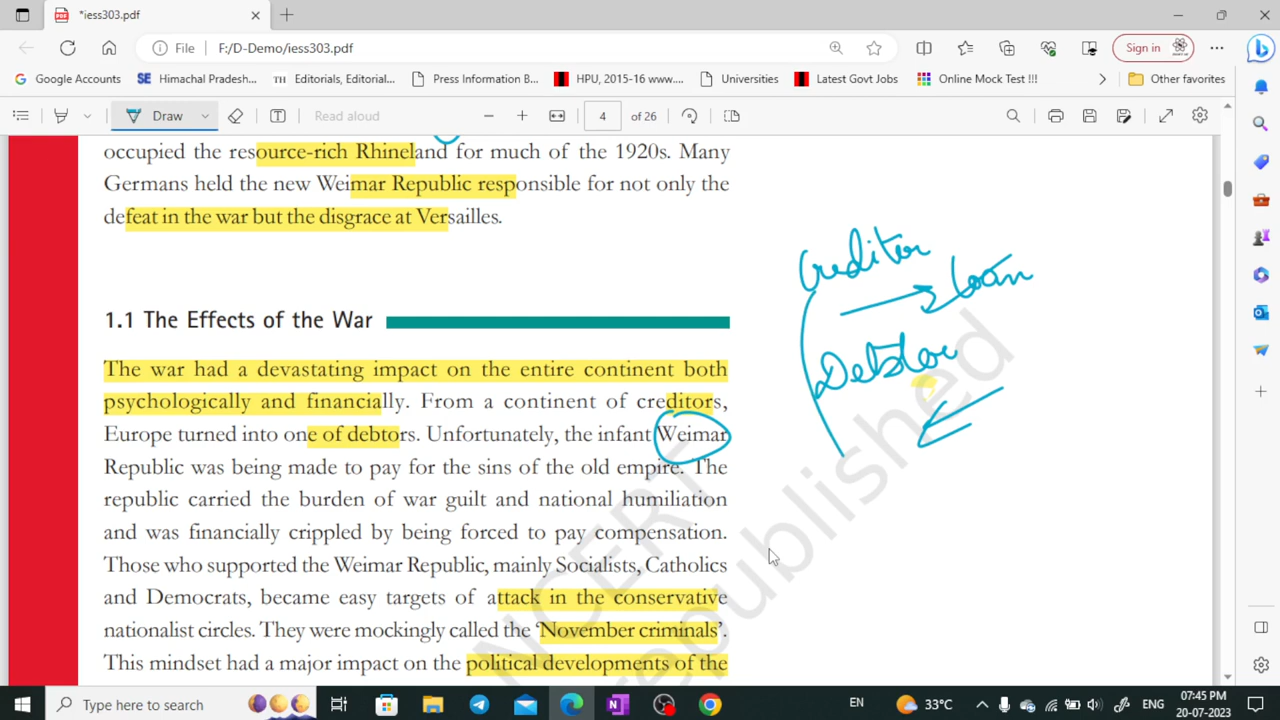 *iess303.pdf
File F:/D-Demo/iess303.pdf
Sign in
Google Accounts SE Himachal Pradesh... TH Editorials, Editorial... Press Information B... HPU, 2015-16 www.... Universities Latest Govt Jobs Online Mock Test !!! Other favorites
Draw Read aloud 4 of 26
occupied the resource-rich Rhineland for much of the 1920s. Many
Germans held the new Weimar Republic responsible for not only the
defeat in the war but the disgrace at Versailles.
1.1 The Effects of the War
The war had a devastating impact on the entire continent both
psychologically and financially. From a continent of creditors,
Europe turned into one of debtors. Unfortunately, the infant Weimar
Republic was being made to pay for the sins of the old empire. The
republic carried the burden of war guilt and national humiliation
and was financially crippled by being forced to pay compensation.
Those who supported the Weimar Republic, mainly Socialists, Catholics
and Democrats, became easy targets of attack in the conservative
nationalist circles. They were mockingly called the ‘November criminals’.
This mindset had a major impact on the political developments of the
Creditor
loan
Debtor
NCERT
republished
Type here to search
EN 33°C ENG 07:45 PM
20-07-2023